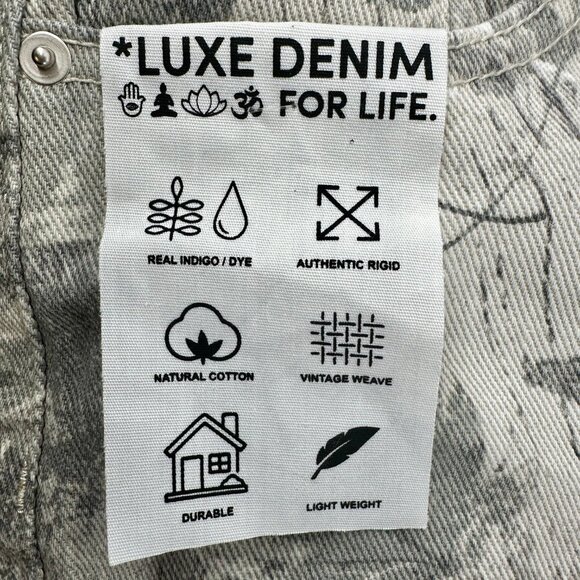 *LUXE DENIM
ॐ FOR LIFE.
REAL INDIGO / DYE
AUTHENTIC RIGID
NATURAL COTTON
VINTAGE WEAVE
DURABLE
LIGHT WEIGHT